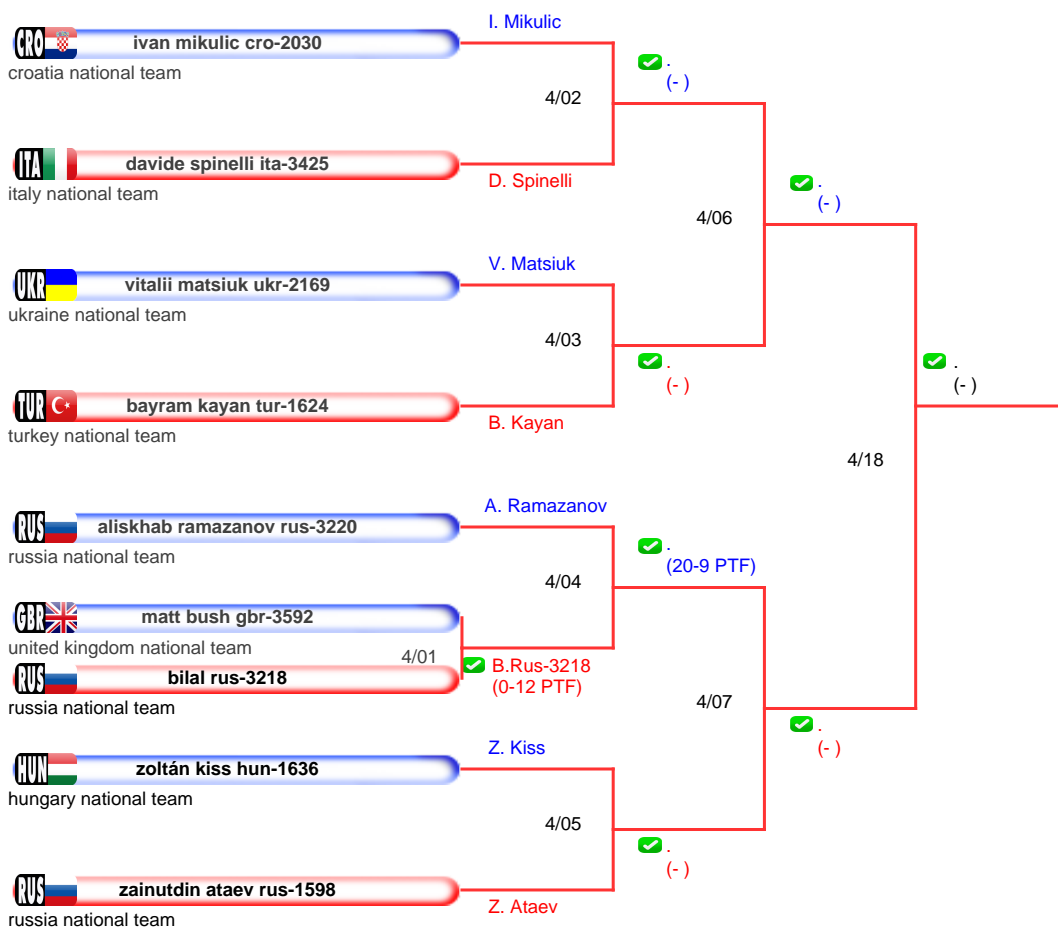 I. Mikulic
CRO ivan mikulic cro-2030
croatia national team
.
(- )
4/02
ITA davide spinelli ita-3425
italy national team
D. Spinelli
.
(- )
4/06
V. Matsiuk
UKR vitalii matsiuk ukr-2169
ukraine national team
4/03
.
(- )
.
(- )
TUR bayram kayan tur-1624
turkey national team
B. Kayan
4/18
A. Ramazanov
RUS aliskhab ramazanov rus-3220
russia national team
.
(20-9 PTF)
4/04
GBR matt bush gbr-3592
united kingdom national team
4/01
B.Rus-3218
(0-12 PTF)
RUS bilal rus-3218
russia national team
4/07
.
(- )
Z. Kiss
HUN zoltán kiss hun-1636
hungary national team
4/05
.
(- )
RUS zainutdin ataev rus-1598
russia national team
Z. Ataev